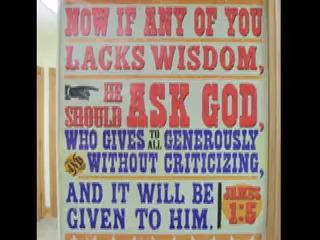 NOW IF ANY OF YOU
LACKS WISDOM,
HE
SHOULD ASK GOD,
WHO GIVES TO ALL GENEROUSLY
AND WITHOUT CRITICIZING,
AND IT WILL BE
GIVEN TO HIM.
JAMES
1:5